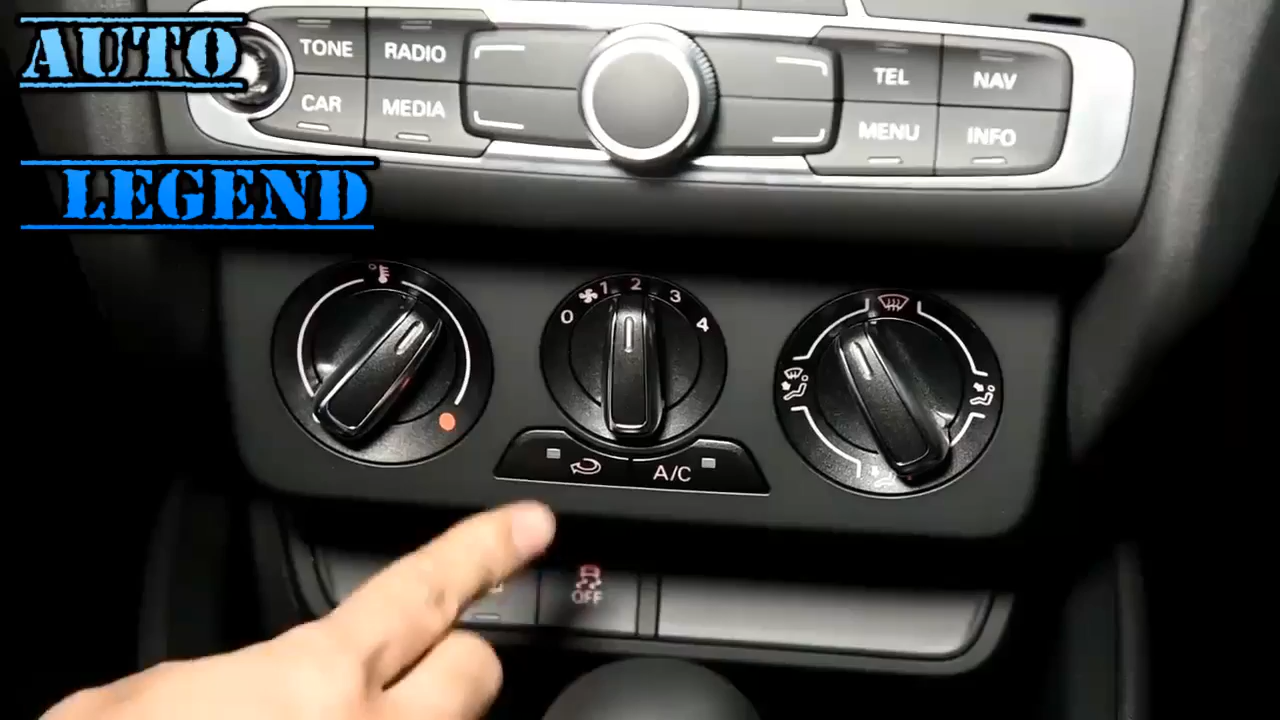 AUTO
LEGEND
TONE RADIO TEL NAV
CAR MEDIA MENU INFO
0 1 2 3 4
A/C
OFF